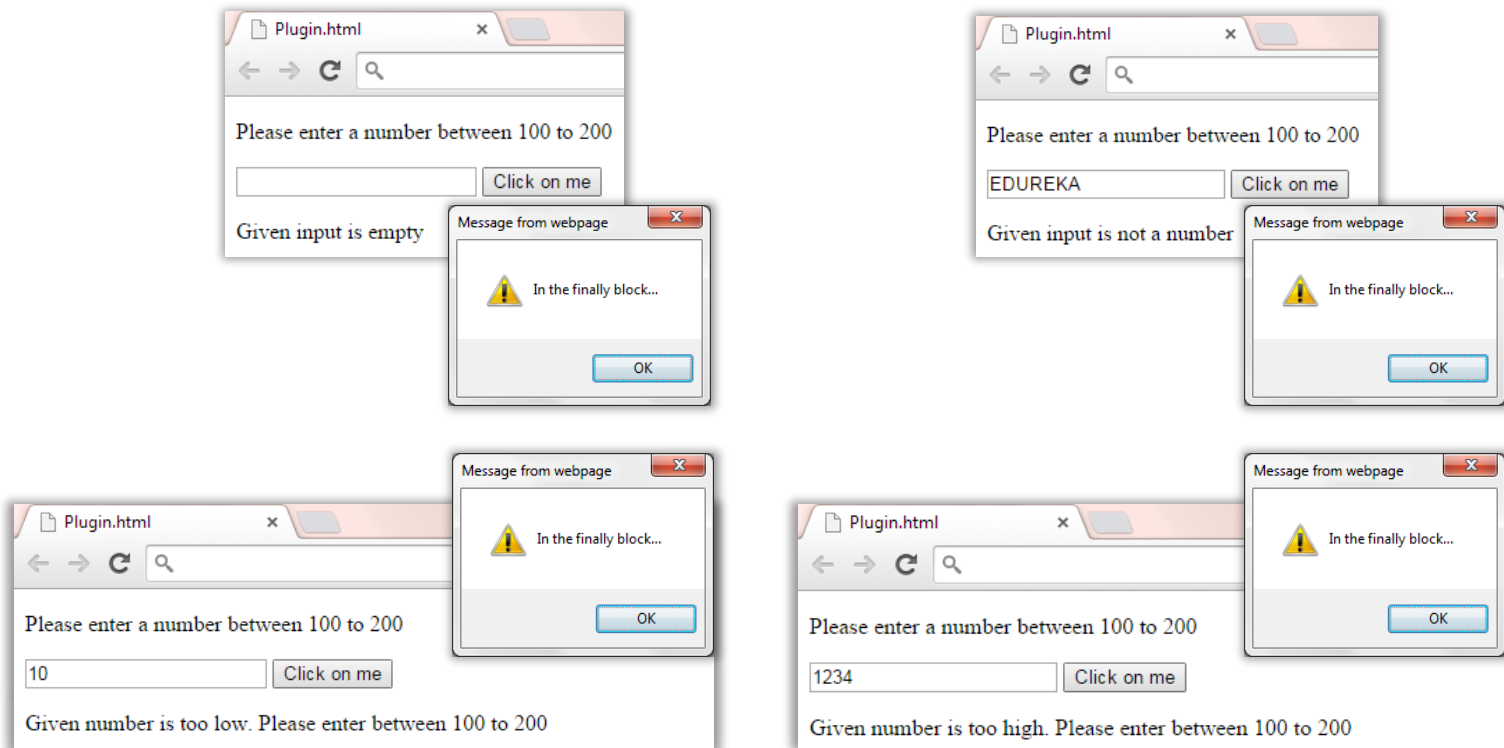 Plugin.html
Please enter a number between 100 to 200
Click on me
Given input is empty
Message from webpage
In the finally block...
OK
Plugin.html
Please enter a number between 100 to 200
EDUREKA
Click on me
Given input is not a number
Message from webpage
In the finally block...
OK
Plugin.html
Please enter a number between 100 to 200
10
Click on me
Given number is too low. Please enter between 100 to 200
Message from webpage
In the finally block...
OK
Plugin.html
Please enter a number between 100 to 200
1234
Click on me
Given number is too high. Please enter between 100 to 200
Message from webpage
In the finally block...
OK